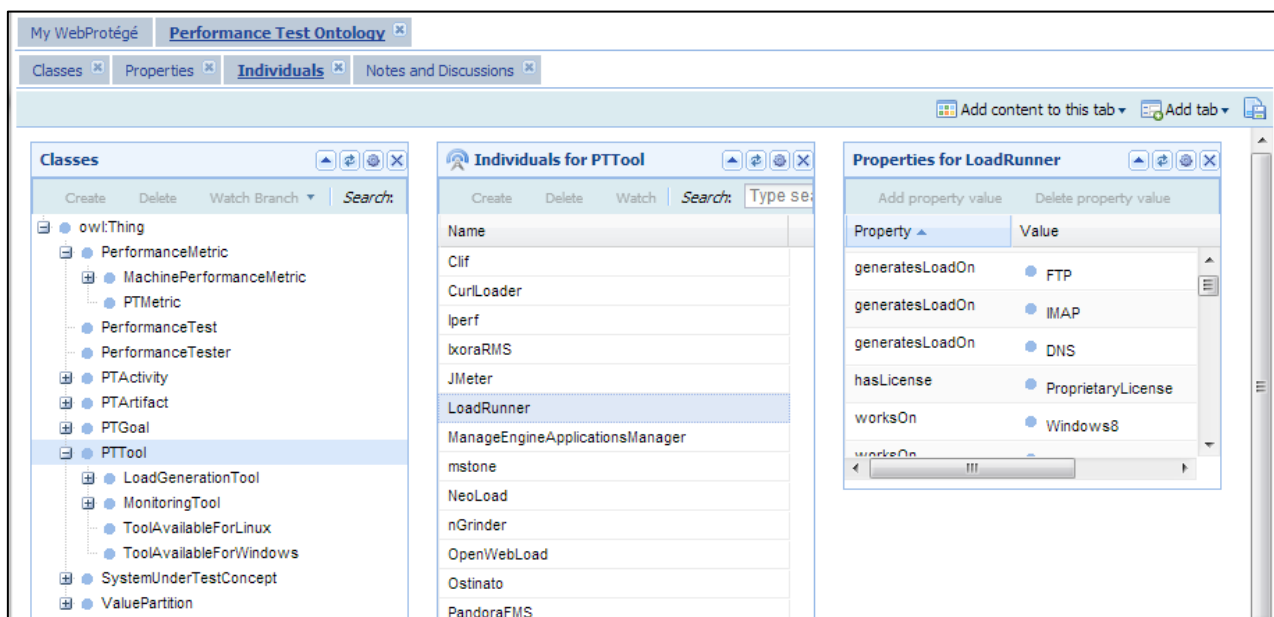 My WebProtégé Performance Test Ontology
Classes Properties Individuals Notes and Discussions
Add content to this tab Add tab
Classes
Create Delete Watch Branch Search:
owl:Thing
PerformanceMetric
MachinePerformanceMetric
PTMetric
PerformanceTest
PerformanceTester
PTActivity
PTArtifact
PTGoal
PTTool
LoadGenerationTool
MonitoringTool
ToolAvailableForLinux
ToolAvailableForWindows
SystemUnderTestConcept
ValuePartition
Individuals for PTTool
Create Delete Watch Search: Type sea
Name
Clif
CurlLoader
Iperf
IxoraRMS
JMeter
LoadRunner
ManageEngineApplicationsManager
mstone
NeoLoad
nGrinder
OpenWebLoad
Ostinato
PandoraFMS
Properties for LoadRunner
Add property value Delete property value
Property Value
generatesLoadOn FTP
generatesLoadOn IMAP
generatesLoadOn DNS
hasLicense ProprietaryLicense
worksOn Windows8
worksOn